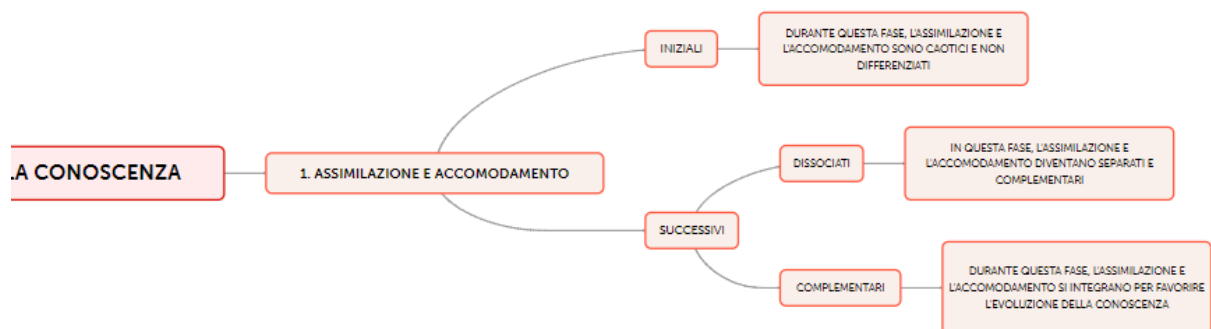 LA CONOSCENZA
1. ASSIMILAZIONE E ACCOMODAMENTO
INIZIALI
DURANTE QUESTA FASE, L'ASSIMILAZIONE E
L'ACCOMODAMENTO SONO CAOTICI E NON
DIFFERENZIATI
SUCCESSIVI
DISSOCIATI
IN QUESTA FASE, L'ASSIMILAZIONE E
L'ACCOMODAMENTO DIVENTANO SEPARATI E
COMPLEMENTARI
COMPLEMENTARI
DURANTE QUESTA FASE, L'ASSIMILAZIONE E
L'ACCOMODAMENTO SI INTEGRANO PER FAVORIRE
L'EVOLUZIONE DELLA CONOSCENZA